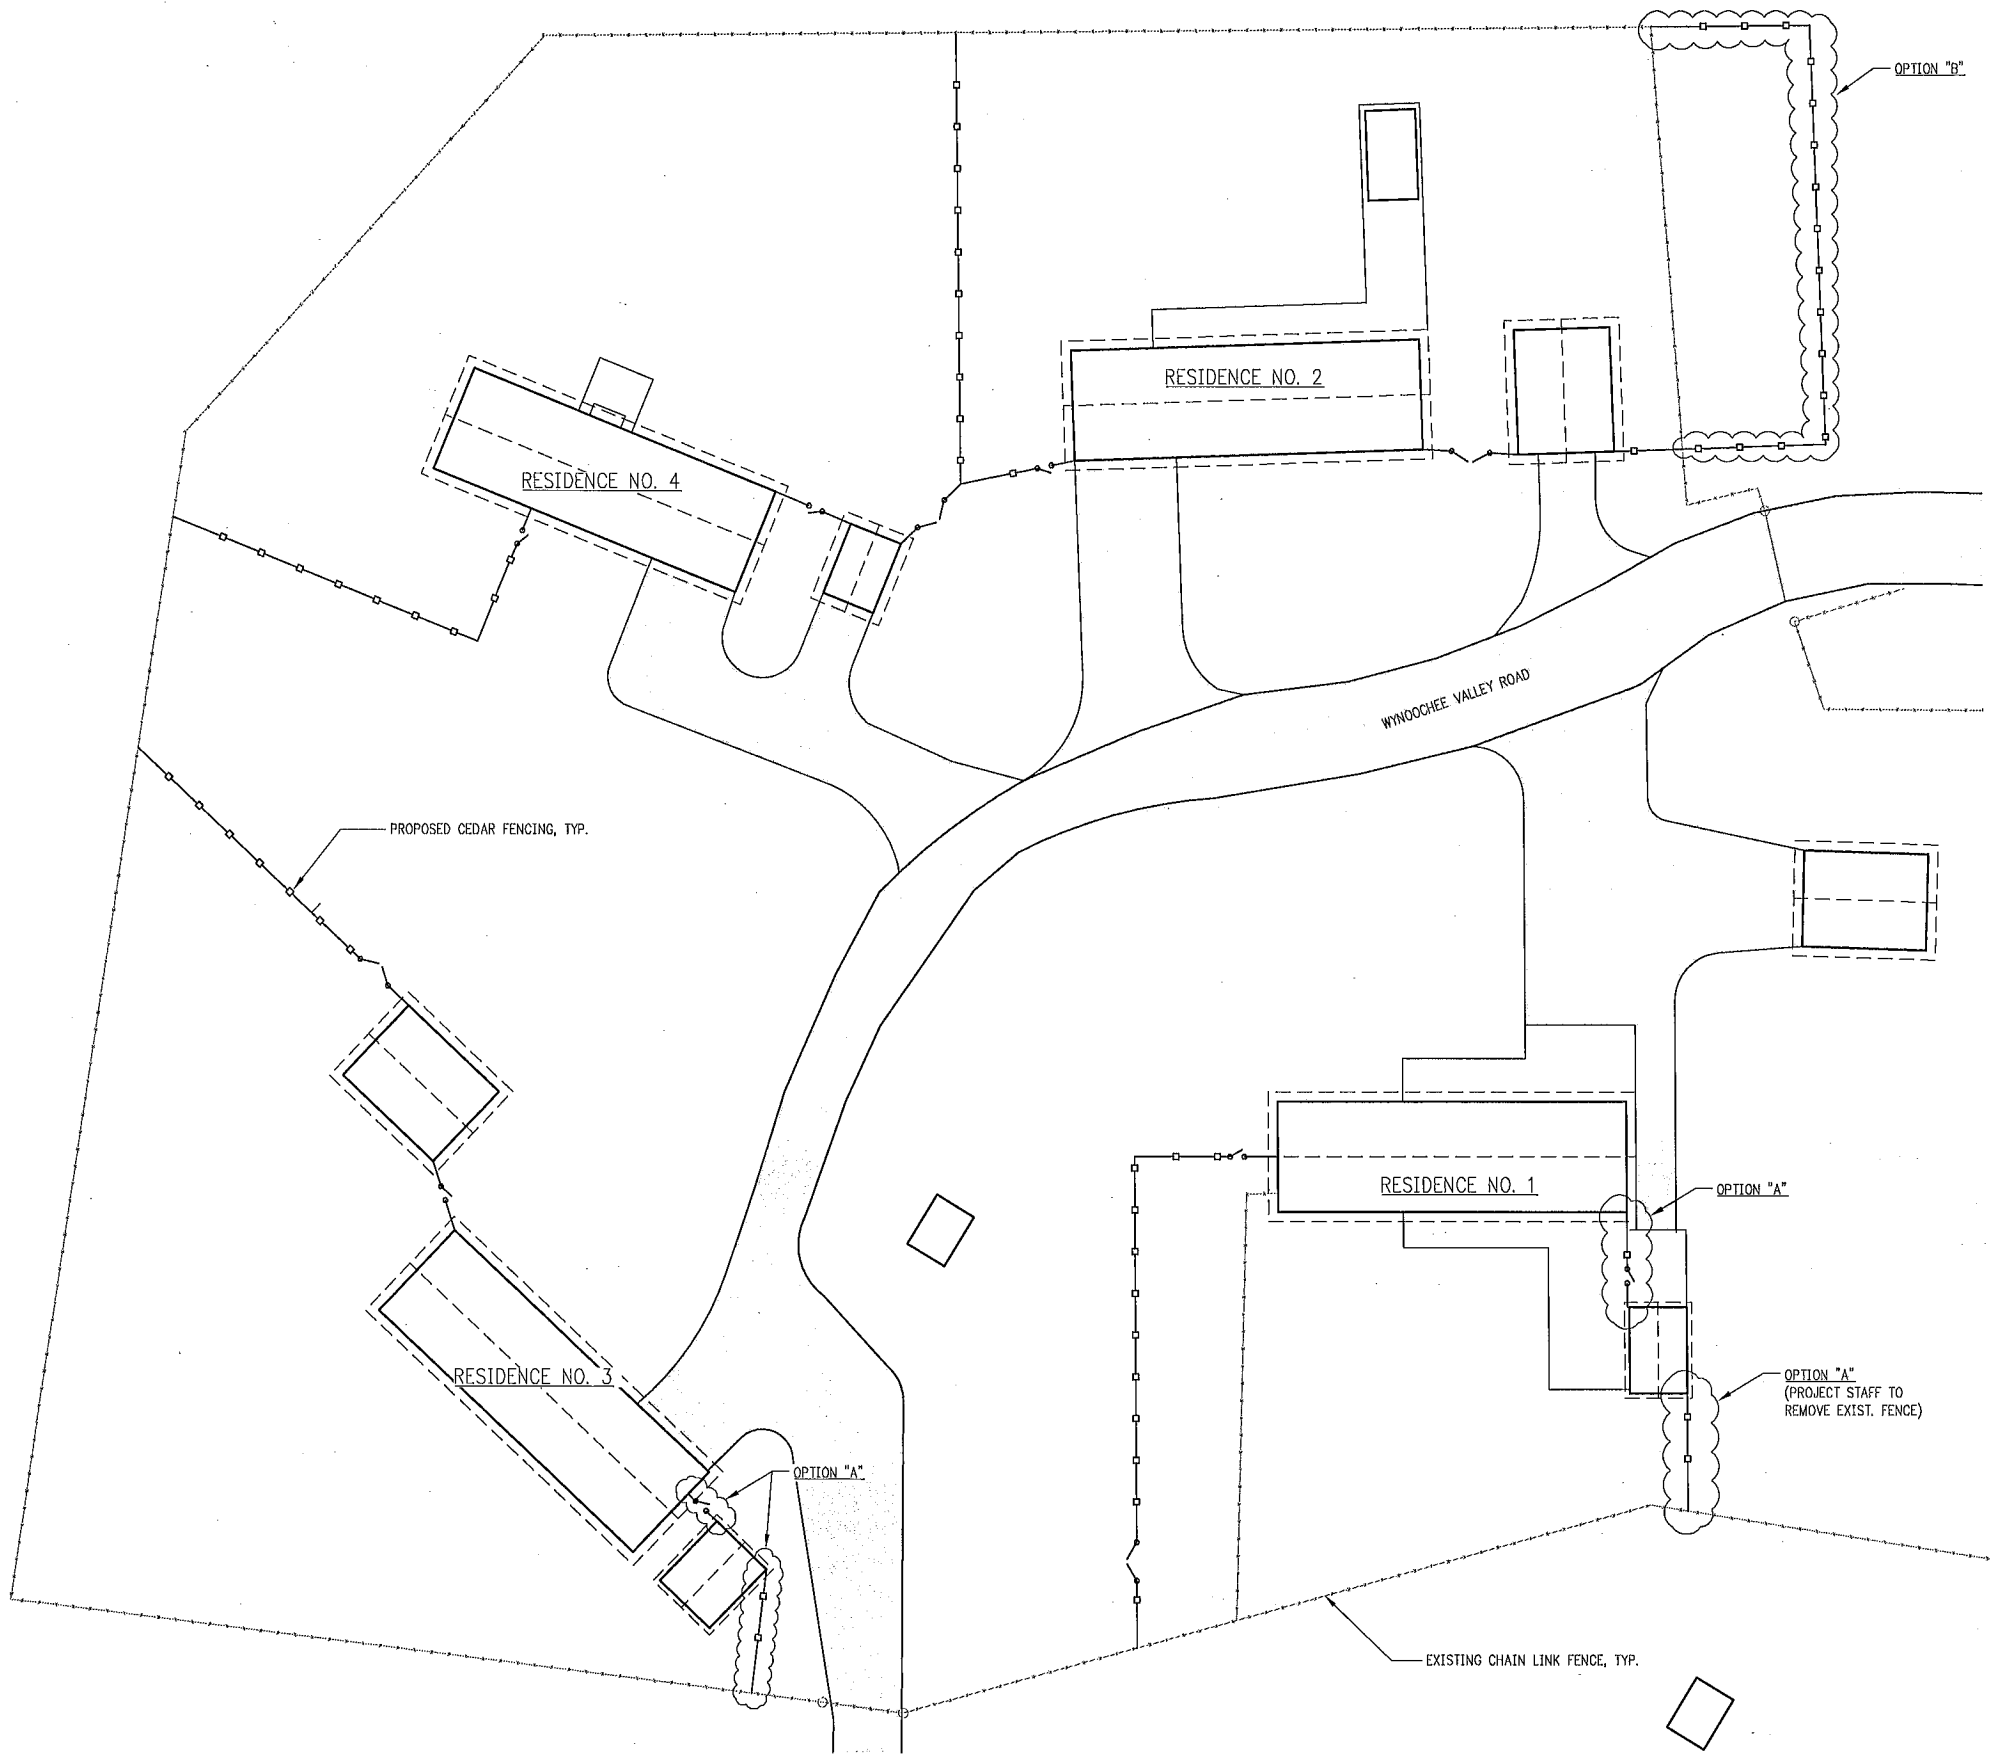 OPTION "B"
RESIDENCE NO. 2
RESIDENCE NO. 4
WYNOOCHEE VALLEY ROAD
PROPOSED CEDAR FENCING, TYP.
RESIDENCE NO. 1
OPTION "A"
RESIDENCE NO. 3
OPTION "A"
(PROJECT STAFF TO
REMOVE EXIST. FENCE)
OPTION "A"
EXISTING CHAIN LINK FENCE, TYP.